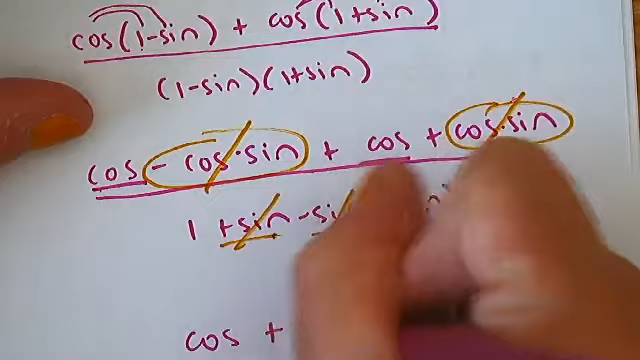 cos(1-sin) + cos(1+sin)
(1-sin)(1+sin)
cos - cos·sin + cos + cos·sin
1 +sin -si
cos +